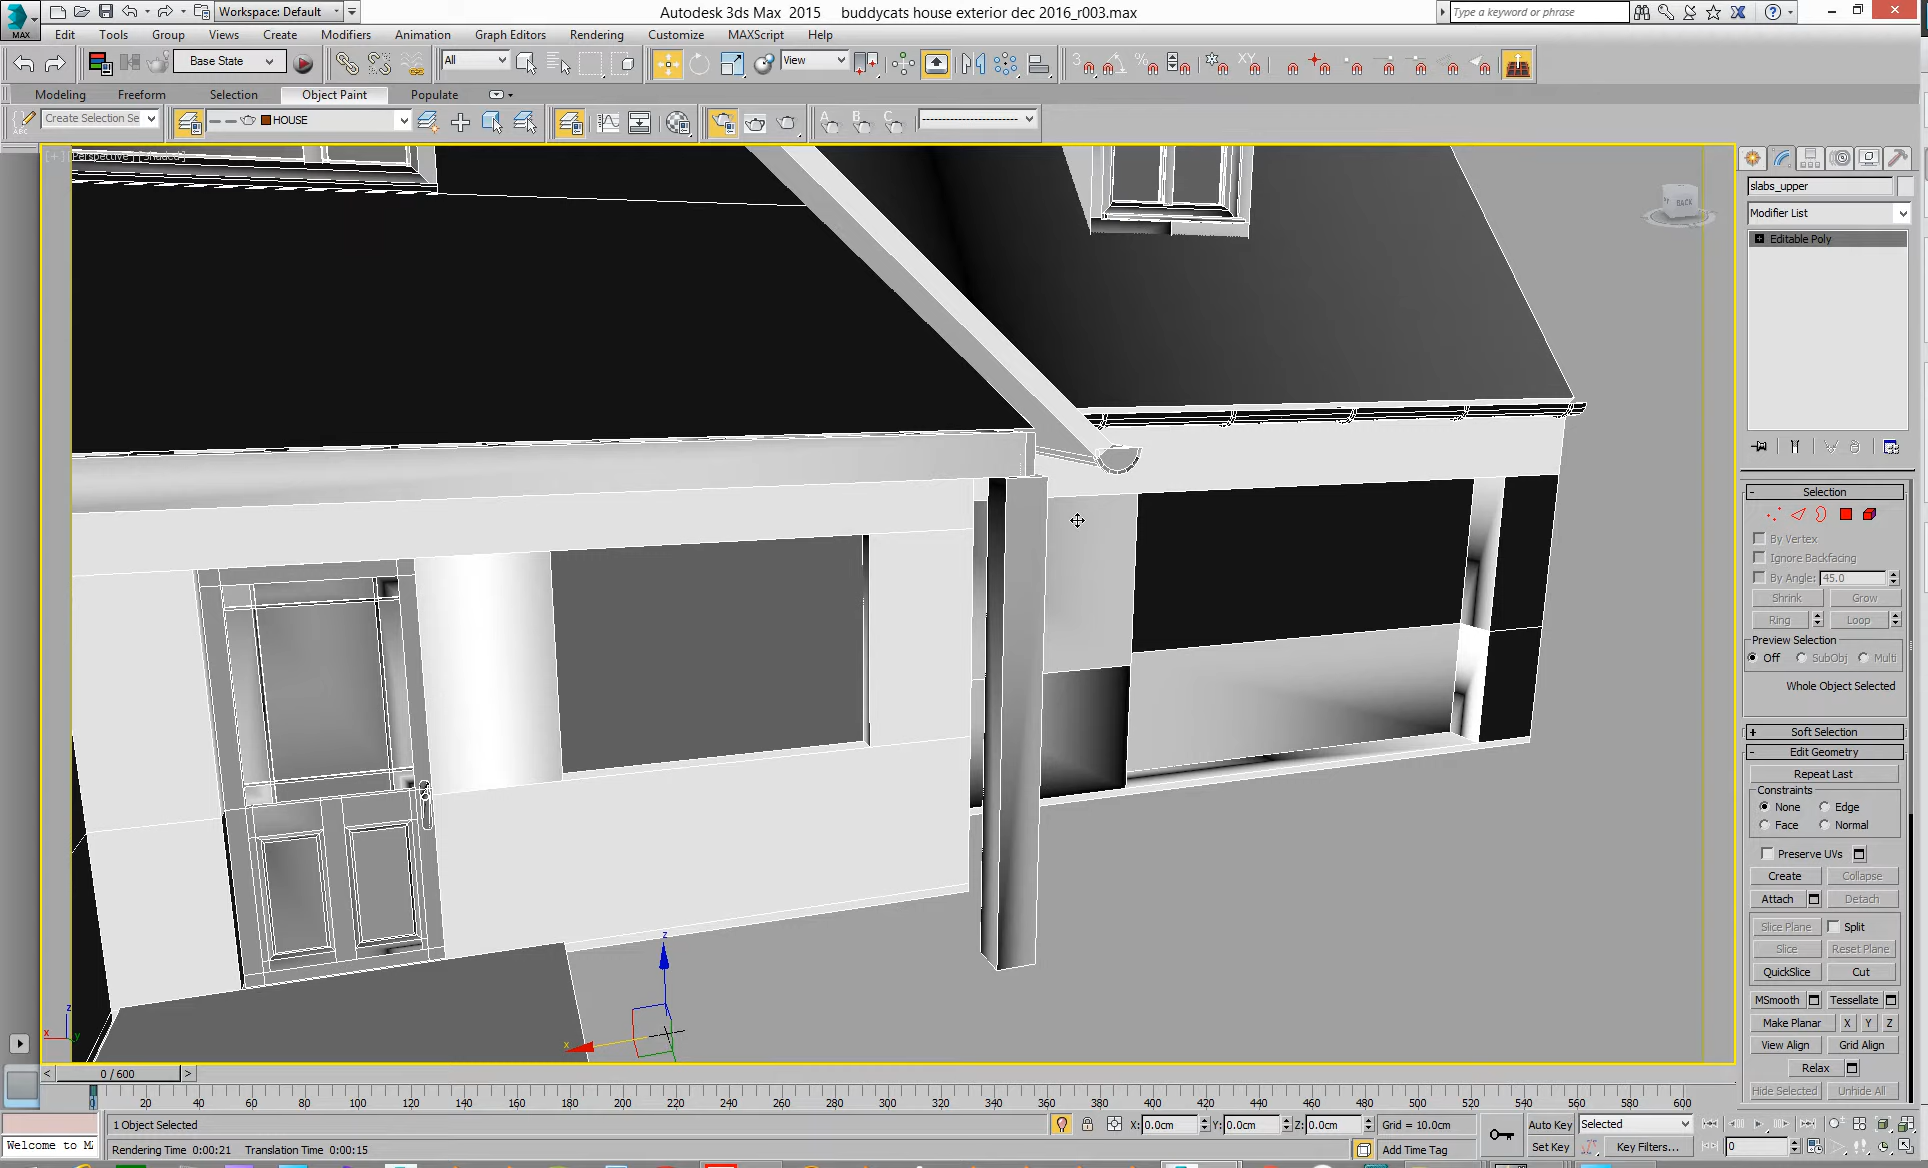 Workspace: Default
Autodesk 3ds Max 2015 buddycats house exterior dec 2016_r003.max
Type a keyword or phrase
MAX
Edit Tools Group Views Create Modifiers Animation Graph Editors Rendering Customize MAXScript Help
Base State
All
View
Modeling Freeform Selection Object Paint Populate
Create Selection Se
HOUSE
[+][Perspective][Shaded]
BACK
slabs_upper
Modifier List
Editable Poly
Selection
By Vertex
Ignore Backfacing
By Angle: 45.0
Shrink Grow
Ring Loop
Preview Selection
Off SubObj Multi
Whole Object Selected
Soft Selection
Edit Geometry
Repeat Last
Constraints
None Edge
Face Normal
Preserve UVs
Create Collapse
Attach Detach
Slice Plane Split
Slice Reset Plane
QuickSlice Cut
MSmooth Tessellate
Make Planar X Y Z
View Align Grid Align
Relax
Hide Selected Unhide All
z
x
z
x y
0 / 600
0 20 40 60 80 100 120 140 160 180 200 220 240 260 280 300 320 340 360 380 400 420 440 460 480 500 520 540 560 580 600
1 Object Selected
X: 0.0cm Y: 0.0cm Z: 0.0cm Grid = 10.0cm
Auto Key Selected
Welcome to M
Rendering Time 0:00:21 Translation Time 0:00:15
Add Time Tag
Set Key Key Filters... 0